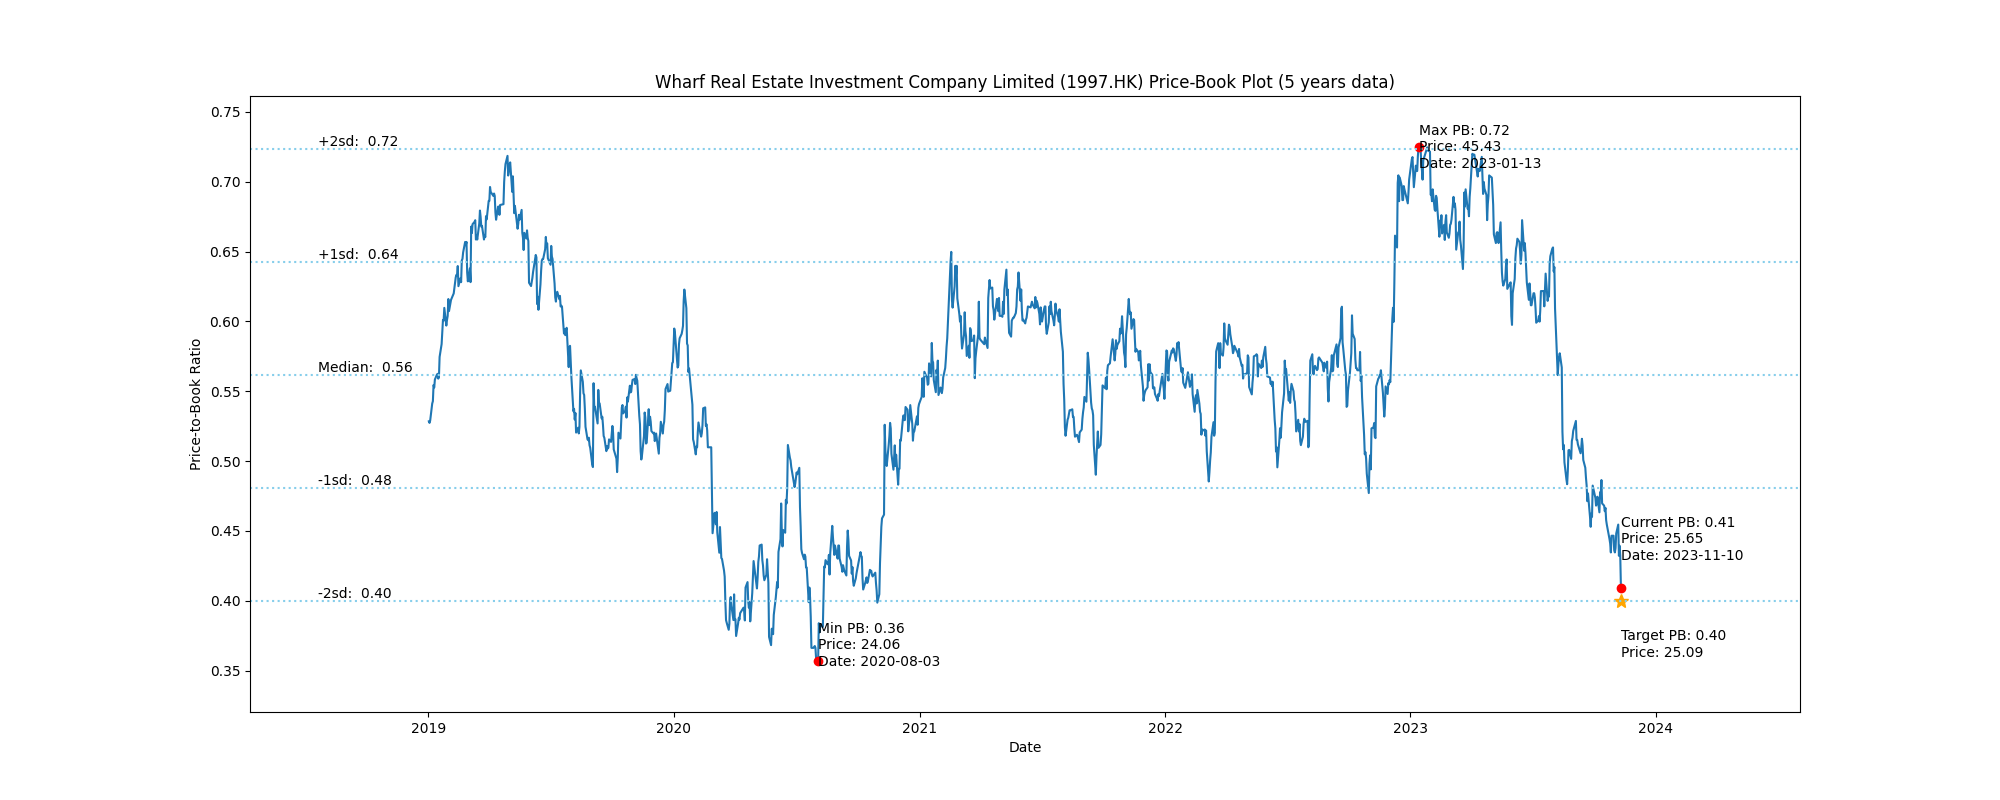 Wharf Real Estate Investment Company Limited (1997.HK) Price-Book Plot (5 years data)
Price-to-Book Ratio
0.75
0.70
0.65
0.60
0.55
0.50
0.45
0.40
0.35
+2sd:  0.72
+1sd:  0.64
Median:  0.56
-1sd:  0.48
-2sd:  0.40
Max PB: 0.72
Price: 45.43
Date: 2023-01-13
Min PB: 0.36
Price: 24.06
Date: 2020-08-03
Current PB: 0.41
Price: 25.65
Date: 2023-11-10
Target PB: 0.40
Price: 25.09
2019
2020
2021
2022
2023
2024
Date